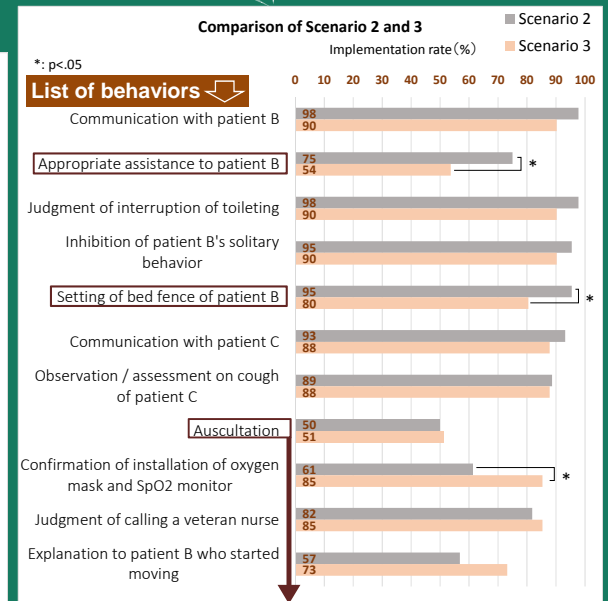 Comparison of Scenario 2 and 3
Scenario 2
Scenario 3
Implementation rate(%)
*: p<.05
List of behaviors
0 10 20 30 40 50 60 70 80 90 100
Communication with patient B
98
90
Appropriate assistance to patient B
75
54
*
Judgment of interruption of toileting
98
90
Inhibition of patient B's solitary
behavior
95
90
Setting of bed fence of patient B
95
80
*
Communication with patient C
93
88
Observation / assessment on cough
of patient C
89
88
Auscultation
50
51
Confirmation of installation of oxygen
mask and SpO2 monitor
61
85
*
Judgment of calling a veteran nurse
82
85
Explanation to patient B who started
moving
57
73